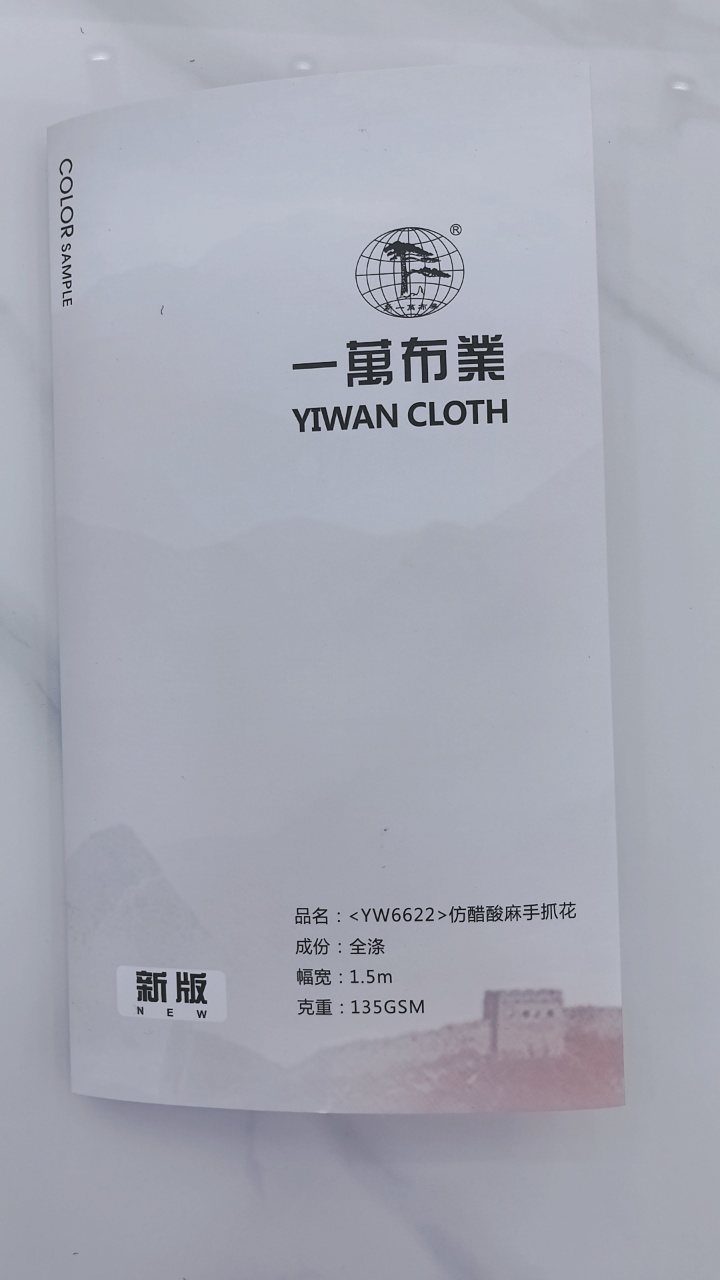 COLOR SAMPLE
®
一萬布業
YIWAN CLOTH
品名：<YW6622>仿醋酸麻手抓花
成份：全涤
幅宽：1.5m
克重：135GSM
新版
NEW